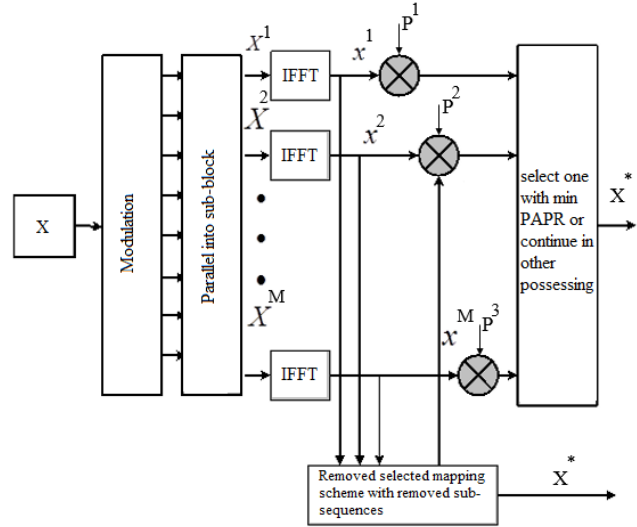 X
Modulation
Parallel into sub-block
X^1
IFFT
x^1
P^1
X^2
IFFT
x^2
P^2
X^M
IFFT
x^M
P^3
select one
with min
PAPR or
continue in
other
possessing
X^*
Removed selected mapping
scheme with removed sub-
sequences
X^*